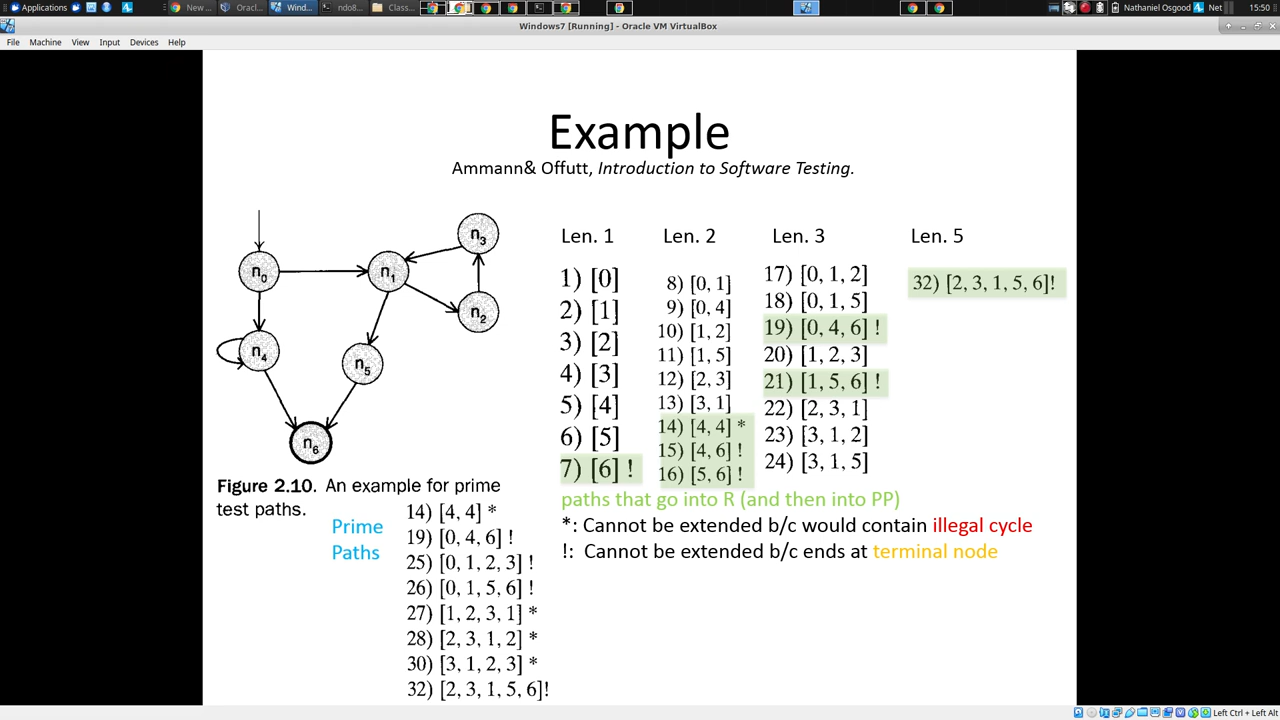 Applications
New ...
Oracl...
Wind...
ndo8...
Class...
Nathaniel Osgood
Net
15:50
Windows7 [Running] - Oracle VM VirtualBox
File Machine View Input Devices Help
Example
Ammann& Offutt, Introduction to Software Testing.
n0
n1
n2
n3
n4
n5
n6
Figure 2.10. An example for prime
test paths.
Len. 1
1) [0]
2) [1]
3) [2]
4) [3]
5) [4]
6) [5]
7) [6] !
Len. 2
8) [0, 1]
9) [0, 4]
10) [1, 2]
11) [1, 5]
12) [2, 3]
13) [3, 1]
14) [4, 4] *
15) [4, 6] !
16) [5, 6] !
Len. 3
17) [0, 1, 2]
18) [0, 1, 5]
19) [0, 4, 6] !
20) [1, 2, 3]
21) [1, 5, 6] !
22) [2, 3, 1]
23) [3, 1, 2]
24) [3, 1, 5]
Len. 5
32) [2, 3, 1, 5, 6]!
paths that go into R (and then into PP)
*: Cannot be extended b/c would contain illegal cycle
!: Cannot be extended b/c ends at terminal node
Prime
Paths
14) [4, 4] *
19) [0, 4, 6] !
25) [0, 1, 2, 3] !
26) [0, 1, 5, 6] !
27) [1, 2, 3, 1] *
28) [2, 3, 1, 2] *
30) [3, 1, 2, 3] *
32) [2, 3, 1, 5, 6]!
Left Ctrl + Left Alt